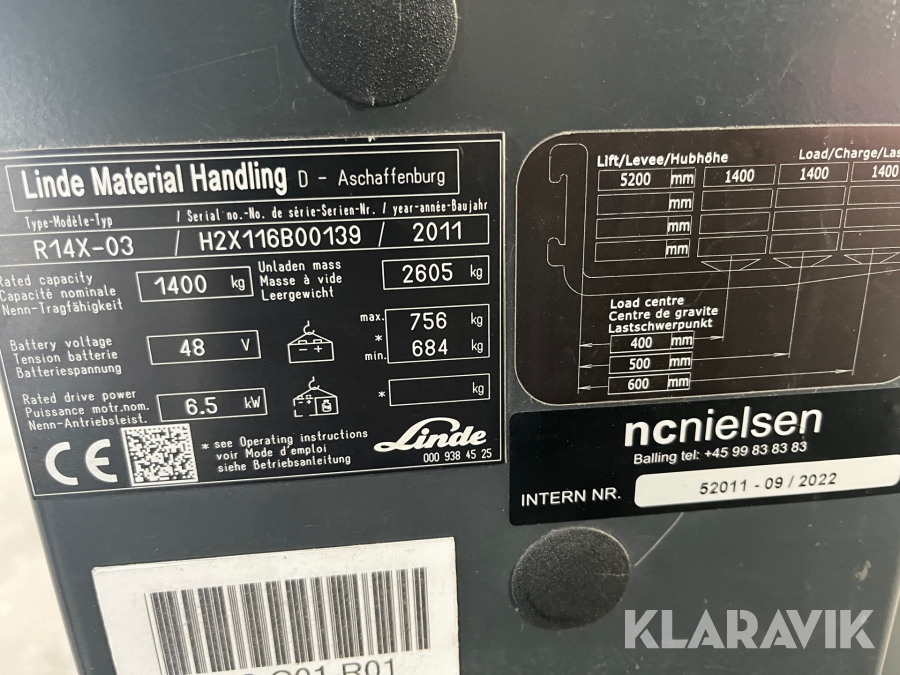 Linde Material Handling D - Aschaffenburg
Type-Modèle-Typ / Serial no.-No. de série-Serien-Nr. / year-année-Baujahr
R14X-03 / H2X116B00139 / 2011
Rated capacity
Capacité nominale
Nenn-Tragfähigkeit
1400 kg
Unladen mass
Masse à vide
Leergewicht
2605 kg
Battery voltage
Tension batterie
Batteriespannung
48 V
max. 756 kg
*
min. 684 kg
Rated drive power
Puissance motr.nom.
Nenn-Antriebsleist.
6.5 kW
* kg
CE
* see Operating instructions
voir Mode d'emploi
siehe Betriebsanleitung
Linde
000 938 45 25
Lift/Levee/Hubhöhe Load/Charge/Las
5200 mm 1400 1400 1400
mm
mm
mm
Load centre
Centre de gravite
Lastschwerpunkt
400 mm
500 mm
600 mm
ncnielsen
Balling tel: +45 99 83 83 83
INTERN NR. 52011 - 09 / 2022
KLARAVIK